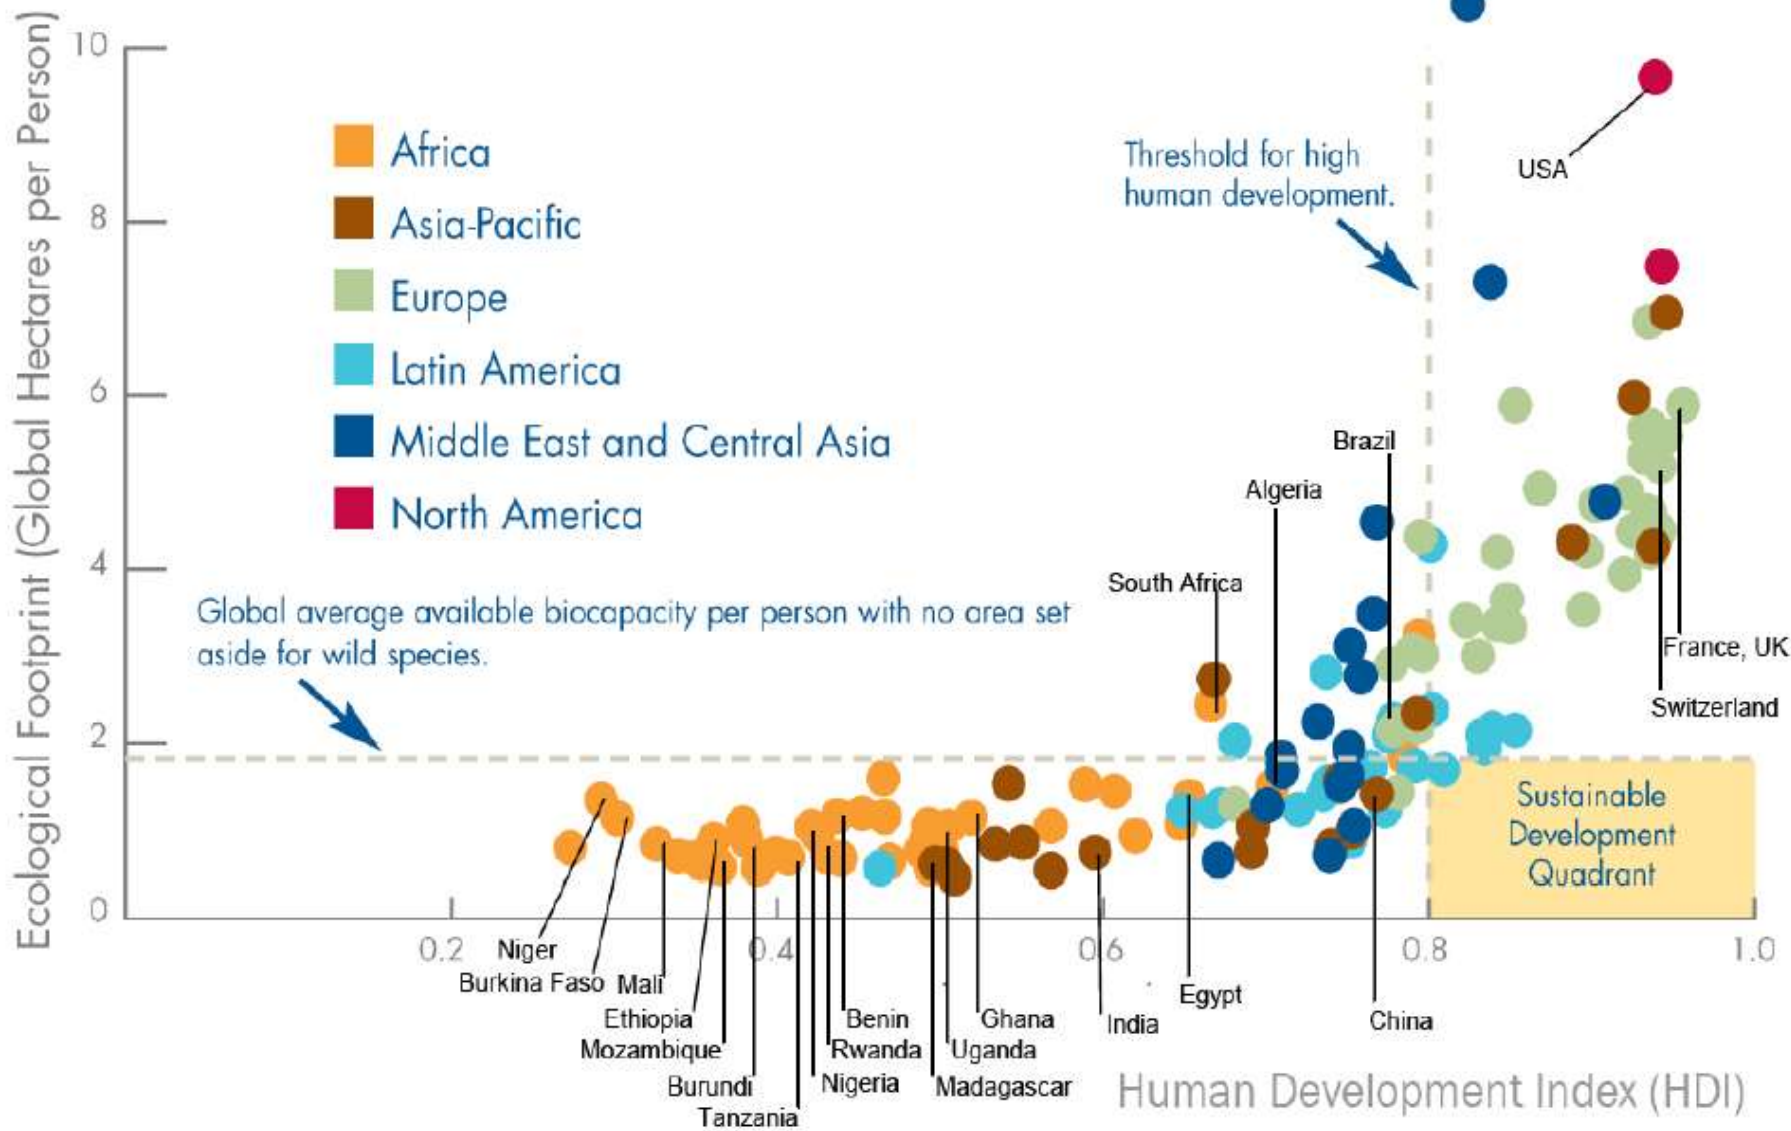 Ecological Footprint (Global Hectares per Person)
10
8
6
4
2
0
Africa
Asia-Pacific
Europe
Latin America
Middle East and Central Asia
North America
Threshold for high
human development.
USA
Brazil
Algeria
South Africa
Global average available biocapacity per person with no area set
aside for wild species.
France, UK
Switzerland
Sustainable
Development
Quadrant
0.2
0.4
0.6
0.8
1.0
Niger
Burkina Faso
Mali
Ethiopia
Mozambique
Burundi
Tanzania
Benin
Rwanda
Nigeria
Ghana
Uganda
Madagascar
India
Egypt
China
Human Development Index (HDI)